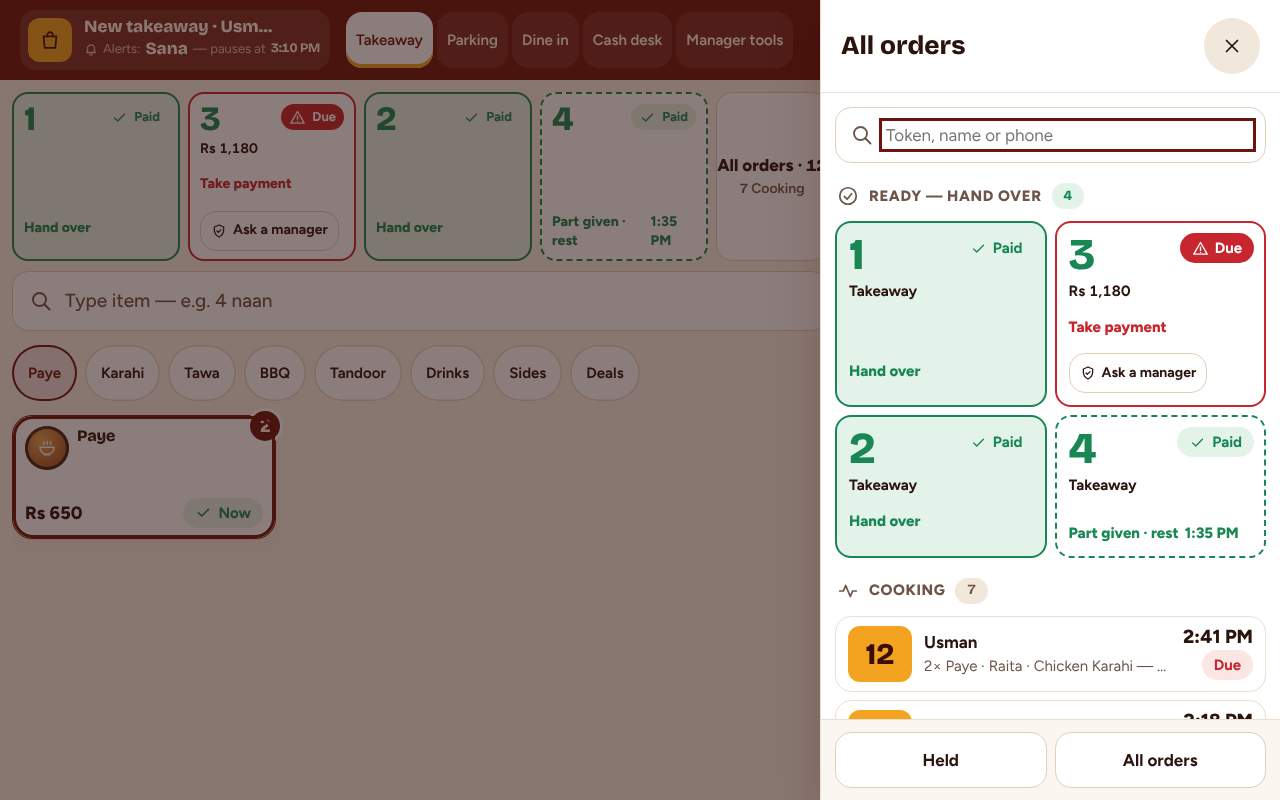 New takeaway · Usm...
Alerts: Sana — pauses at 3:10 PM
Takeaway
Parking
Dine in
Cash desk
Manager tools
1
Paid
Hand over
3
Due
Rs 1,180
Take payment
Ask a manager
2
Paid
Hand over
4
Paid
Part given · rest
1:35 PM
All orders · 12
7 Cooking
Type item — e.g. 4 naan
Paye
Karahi
Tawa
BBQ
Tandoor
Drinks
Sides
Deals
2
Paye
Rs 650
Now
All orders
Token, name or phone
READY — HAND OVER
4
1
Paid
Takeaway
Hand over
3
Due
Rs 1,180
Take payment
Ask a manager
2
Paid
Takeaway
Hand over
4
Paid
Takeaway
Part given · rest 1:35 PM
COOKING
7
12
Usman
2× Paye · Raita · Chicken Karahi — ...
2:41 PM
Due
Held
All orders